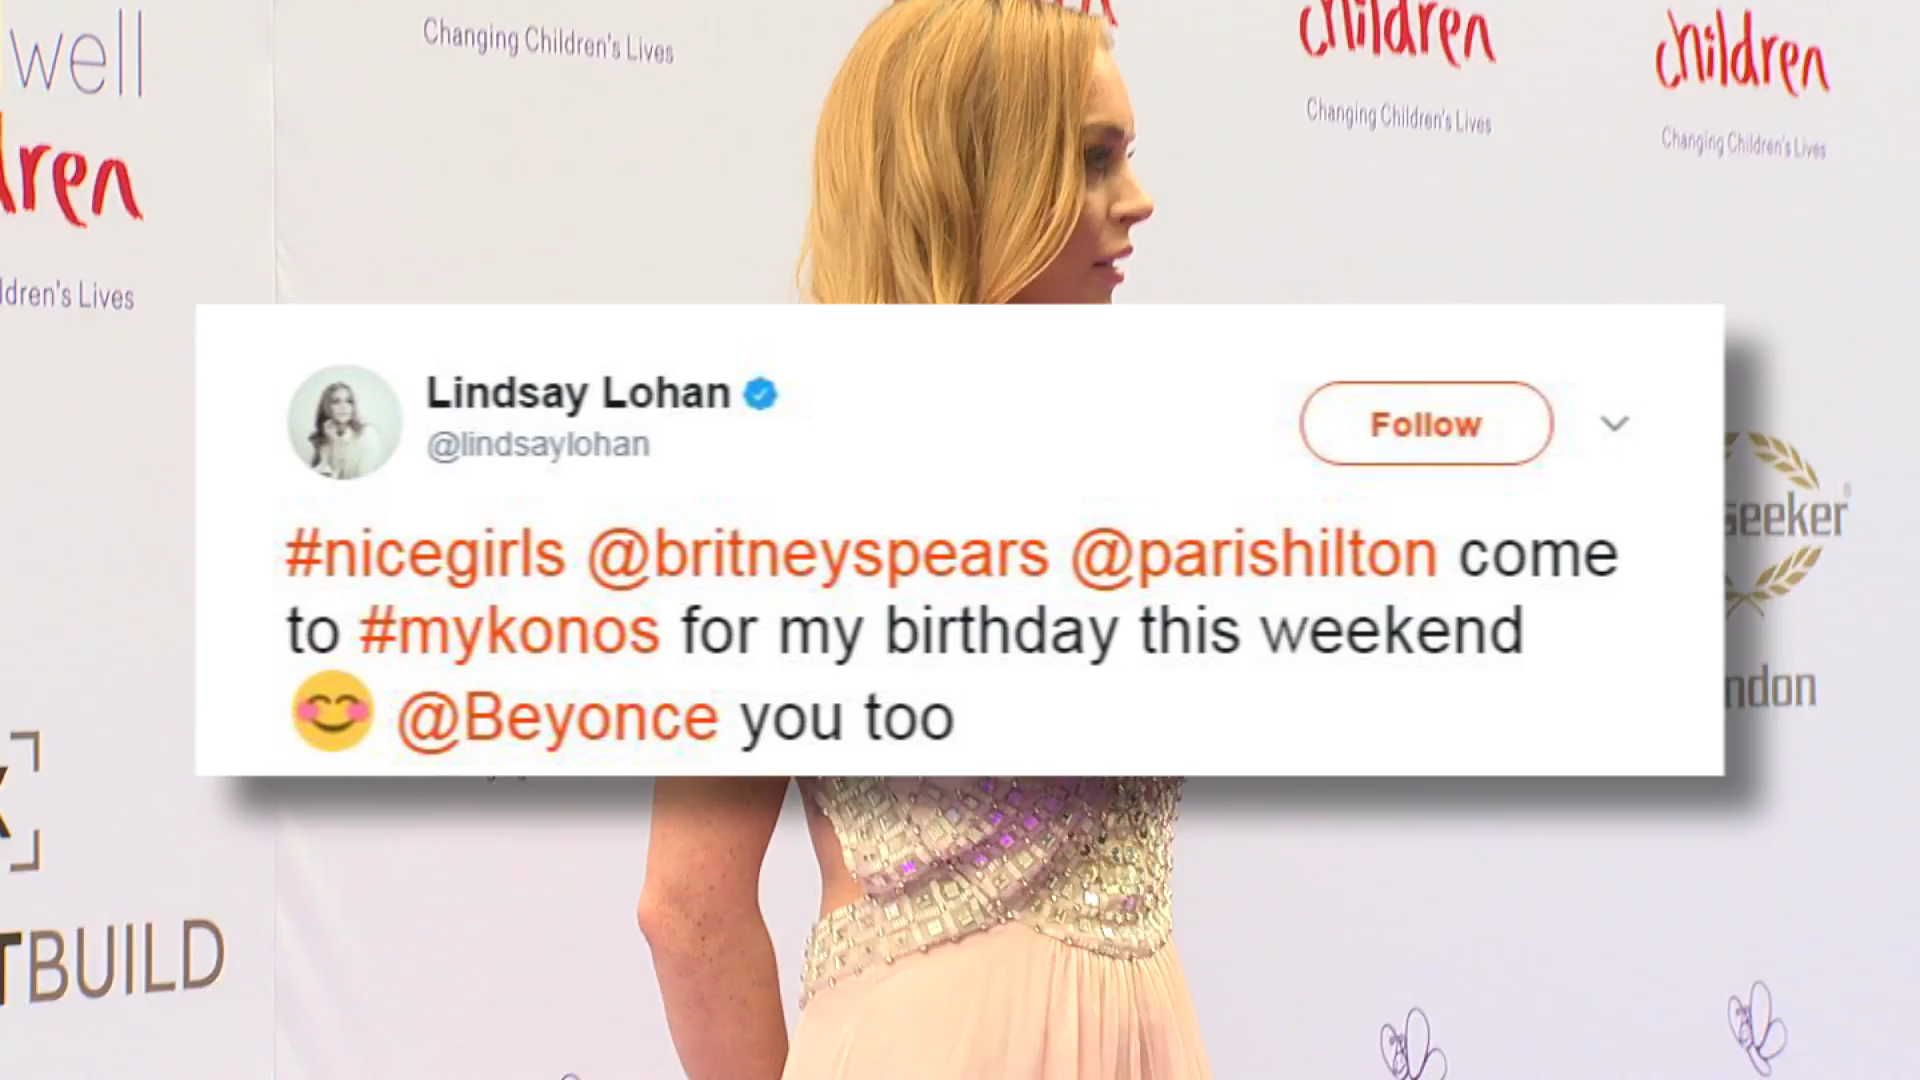 well
dren
ldren's Lives
Changing Children's Lives
children
Changing Children's Lives
children
Changing Children's Lives
Lindsay Lohan
@lindsaylohan
Follow
#nicegirls @britneyspears @parishilton come
to #mykonos for my birthday this weekend
😊 @Beyonce you too
seeker
ndon
TBUILD